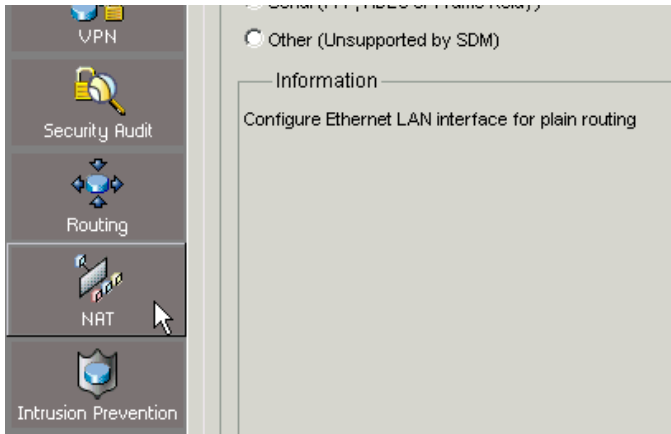 VPN
Security Audit
Routing
NAT
Intrusion Prevention
Other (Unsupported by SDM)
Information
Configure Ethernet LAN interface for plain routing